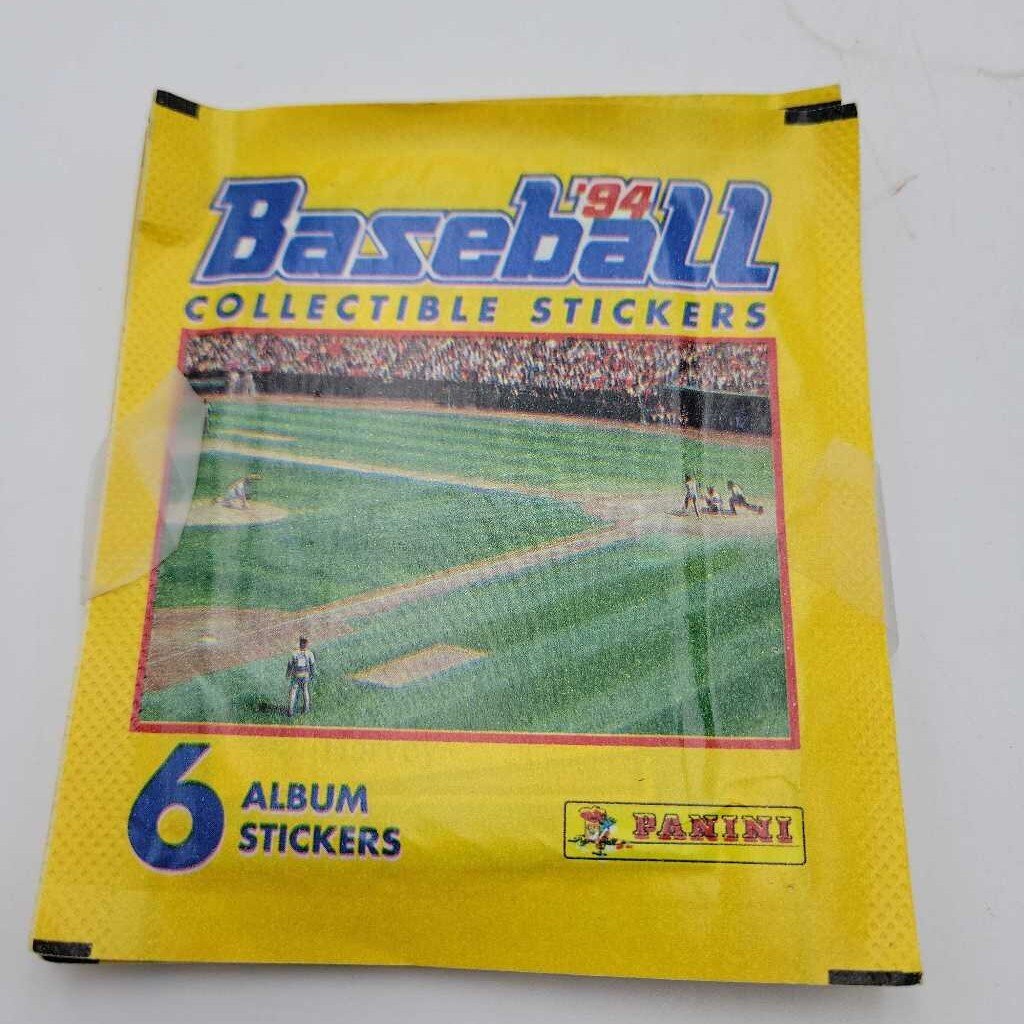 Baseball '94
COLLECTIBLE STICKERS
6 ALBUM
STICKERS
PANINI